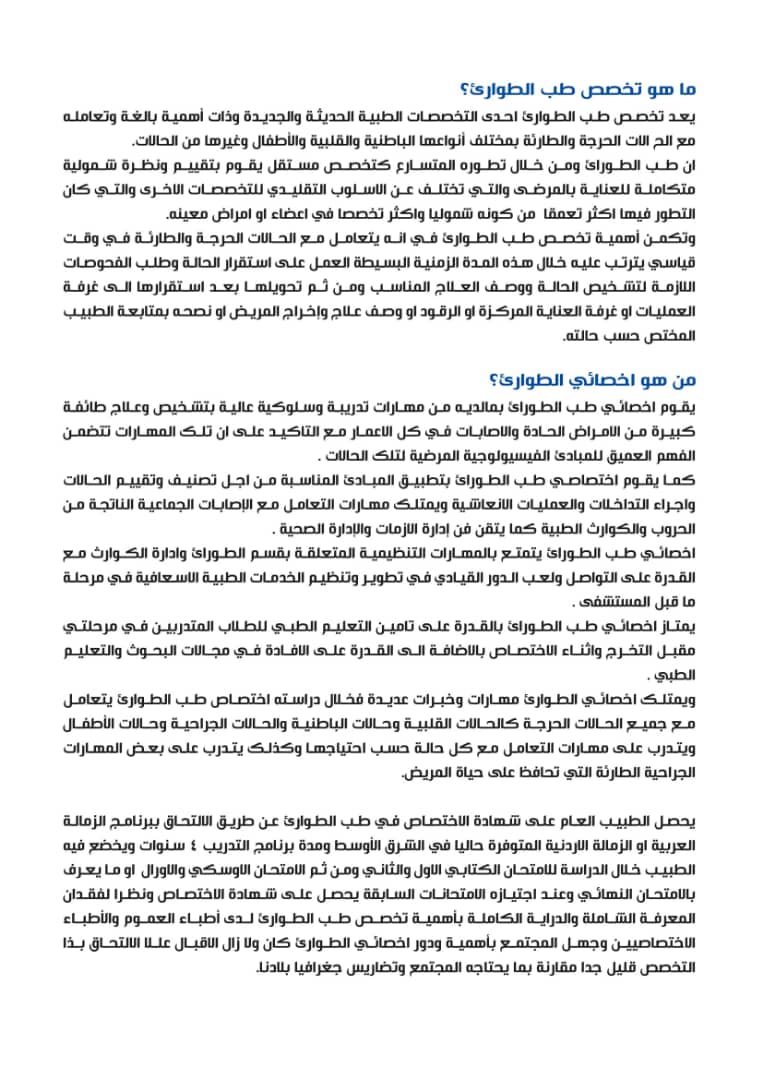 ما هو تخصص طب الطوارئ؟
يعد تخصص طب الطوارئ احدى التخصصات الطبية الحديثة والجديدة وذات أهمية بالغة وتعامله
مع الح الات الحرجة والطارئة بمختلف أنواعها الباطنية والقلبية والأطفال وغيرها من الحالات.
ان طب الطورائ ومن خلال تطوره المتسارع كتخصص مستقل يقوم بتقييم ونظرة شمولية
متكاملة للعناية بالمرضى والتي تختلف عن الاسلوب التقليدي للتخصصات الاخرى والتي كان
التطور فيها اكثر تعمقا من كونه شموليا واكثر تخصصا في اعضاء او امراض معينه.
وتكمن أهمية تخصص طب الطوارئ في انه يتعامل مع الحالات الحرجة والطارئة في وقت
قياسي يترتب عليه خلال هذه المدة الزمنية البسيطة العمل على استقرار الحالة وطلب الفحوصات
اللازمة لتشخيص الحالة ووصف العلاج المناسب ومن ثم تحويلها بعد استقرارها الى غرفة
العمليات او غرفة العناية المركزة او الرقود او وصف علاج وإخراج المريض او نصحه بمتابعة الطبيب
المختص حسب حالته.
من هو اخصائي الطوارئ؟
يقوم اخصائي طب الطورائ بمالديه من مهارات تدريبة وسلوكية عالية بتشخيص وعلاج طائفة
كبيرة من الامراض الحادة والاصابات في كل الاعمار مع التاكيد على ان تلك المهارات تتضمن
الفهم العميق للمبادئ الفيسيولوجية المرضية لتلك الحالات .
كما يقوم اختصاصي طب الطورائ بتطبيق المبادئ المناسبة من اجل تصنيف وتقييم الحالات
واجراء التداخلات والعمليات الانعاشية ويمتلك مهارات التعامل مع الإصابات الجماعية الناتجة من
الحروب والكوارث الطبية كما يتقن فن إدارة الازمات والإدارة الصحية .
اخصائي طب الطورائ يتمتع بالمهارات التنظيمية المتعلقة بقسم الطورائ وادارة الكوارث مع
القدرة على التواصل ولعب الدور القيادي في تطوير وتنظيم الخدمات الطبية الاسعافية في مرحلة
ما قبل المستشفى .
يمتاز اخصائي طب الطورائ بالقدرة على تامين التعليم الطبي للطلاب المتدربين في مرحلتي
مقبل التخرج واثناء الاختصاص بالاضافة الى القدرة على الافادة في مجالات البحوث والتعليم
الطبي .
ويمتلك اخصائي الطوارئ مهارات وخبرات عديدة فخلال دراسته اختصاص طب الطوارئ يتعامل
مع جميع الحالات الحرجة كالحالات القلبية وحالات الباطنية والحالات الجراحية وحالات الأطفال
ويتدرب على مهارات التعامل مع كل حالة حسب احتياجها وكذلك يتدرب على بعض المهارات
الجراحية الطارئة التي تحافظ على حياة المريض.
يحصل الطبيب العام على شهادة الاختصاص في طب الطوارئ عن طريق الالتحاق ببرنامج الزمالة
العربية او الزمالة الاردنية المتوفرة حاليا في الشرق الأوسط ومدة برنامج التدريب ٤ سنوات ويخضع فيه
الطبيب خلال الدراسة للامتحان الكتابي الاول والثاني ومن ثم الامتحان الاوسكي والاورال او ما يعرف
بالامتحان النهائي وعند اجتيازه الامتحانات السابقة يحصل على شهادة الاختصاص ونظرا لفقدان
المعرفة الشاملة والدراية الكاملة بأهمية تخصص طب الطوارئ لدى أطباء العموم والأطباء
الاختصاصيين وجهل المجتمع بأهمية ودور اخصائي الطوارئ كان ولا زال الاقبال علىلا الالتحاق بذا
التخصص قليل جدا مقارنة بما يحتاجه المجتمع وتضاريس جغرافيا بلادنا.